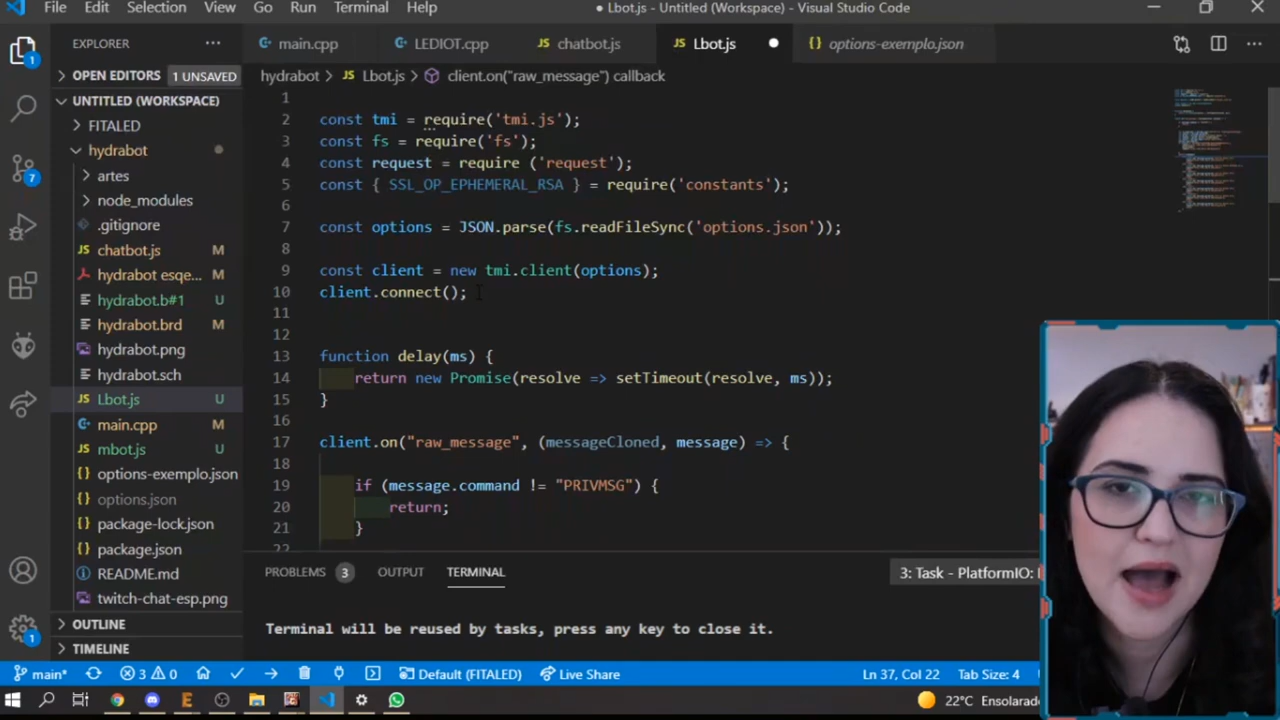 File Edit Selection View Go Run Terminal Help
● Lbot.js - Untitled (Workspace) - Visual Studio Code
EXPLORER
main.cpp
LEDIOT.cpp
JS chatbot.js
JS Lbot.js
{} options-exemplo.json
OPEN EDITORS 1 UNSAVED
hydrabot > JS Lbot.js > client.on("raw_message") callback
UNTITLED (WORKSPACE)
FITALED
hydrabot
artes
node_modules
.gitignore
JS chatbot.js M
hydrabot esqe... M
hydrabot.b#1 U
hydrabot.brd M
hydrabot.png
hydrabot.sch
JS Lbot.js U
main.cpp M
JS mbot.js U
{} options-exemplo.json
{} options.json
{} package-lock.json
{} package.json
README.md
twitch-chat-esp.png
OUTLINE
TIMELINE
1
2 const tmi = require('tmi.js');
3 const fs = require('fs');
4 const request = require ('request');
5 const { SSL_OP_EPHEMERAL_RSA } = require('constants');
6
7 const options = JSON.parse(fs.readFileSync('options.json'));
8
9 const client = new tmi.client(options);
10 client.connect();
11
12
13 function delay(ms) {
14 return new Promise(resolve => setTimeout(resolve, ms));
15 }
16
17 client.on("raw_message", (messageCloned, message) => {
18
19 if (message.command != "PRIVMSG") {
20 return;
21 }
22
PROBLEMS 3 OUTPUT TERMINAL
3: Task - PlatformIO:
Terminal will be reused by tasks, press any key to close it.
main* 3 0 Default (FITALED) Live Share Ln 37, Col 22 Tab Size: 4
22°C Ensolarado